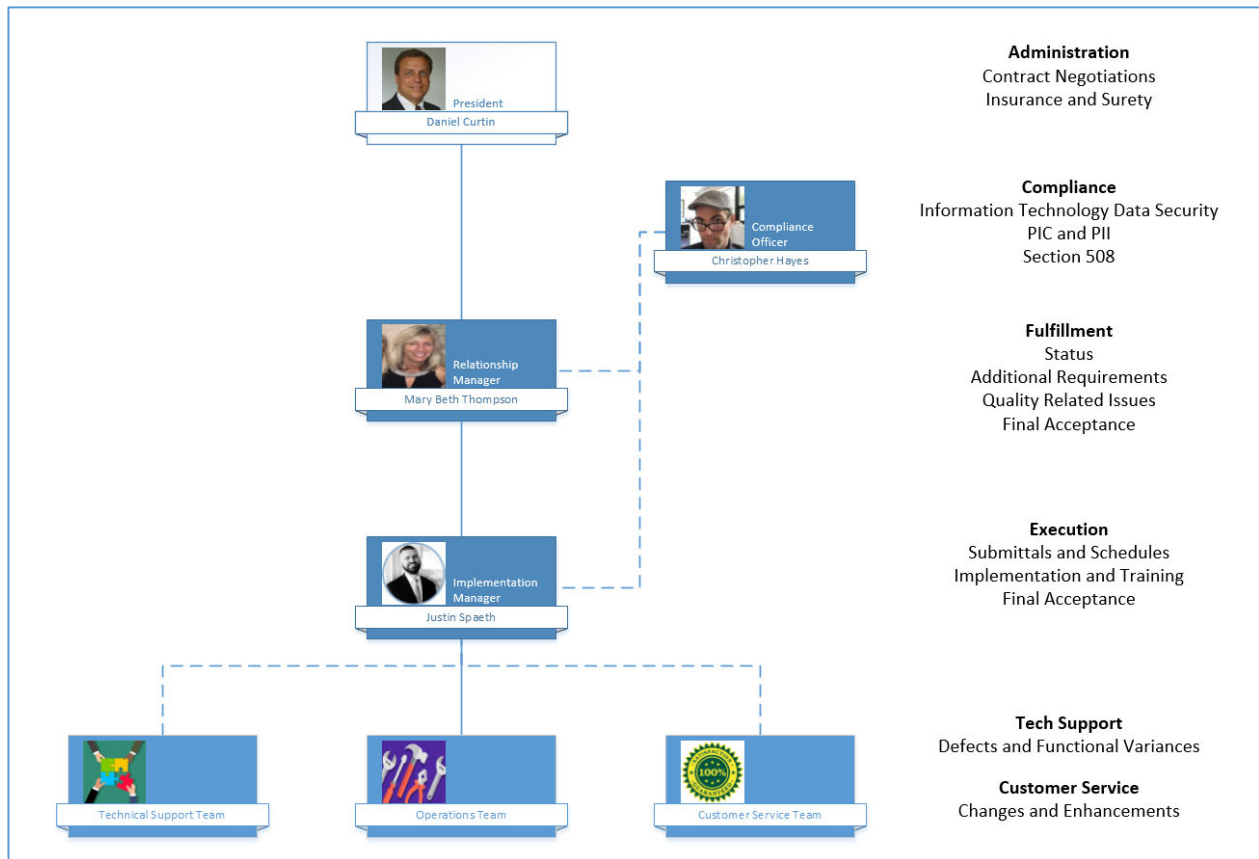 President
Daniel Curtin
Administration
Contract Negotiations
Insurance and Surety
Compliance
Officer
Christopher Hayes
Compliance
Information Technology Data Security
PIC and PII
Section 508
Relationship
Manager
Mary Beth Thompson
Fulfillment
Status
Additional Requirements
Quality Related Issues
Final Acceptance
Implementation
Manager
Justin Spaeth
Execution
Submittals and Schedules
Implementation and Training
Final Acceptance
Technical Support Team
Operations Team
SATISFACTION
100%
GUARANTEED
Customer Service Team
Tech Support
Defects and Functional Variances
Customer Service
Changes and Enhancements